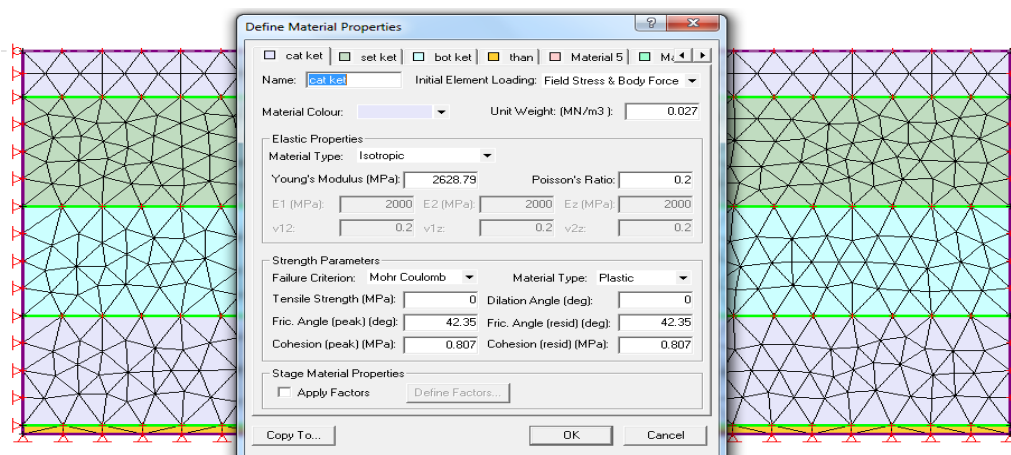 Define Material Properties
cat ket set ket bot ket than Material 5 Ma
Name: cat ket Initial Element Loading: Field Stress & Body Force
Material Colour: Unit Weight: (MN/m3 ): 0.027
Elastic Properties
Material Type: Isotropic
Young's Modulus (MPa): 2628.79 Poisson's Ratio: 0.2
E1 (MPa): 2000 E2 (MPa): 2000 Ez (MPa): 2000
v12: 0.2 v1z: 0.2 v2z: 0.2
Strength Parameters
Failure Criterion: Mohr Coulomb Material Type: Plastic
Tensile Strength (MPa): 0 Dilation Angle (deg): 0
Fric. Angle (peak) (deg): 42.35 Fric. Angle (resid) (deg): 42.35
Cohesion (peak) (MPa): 0.807 Cohesion (resid) (MPa): 0.807
Stage Material Properties
Apply Factors Define Factors...
Copy To... OK Cancel